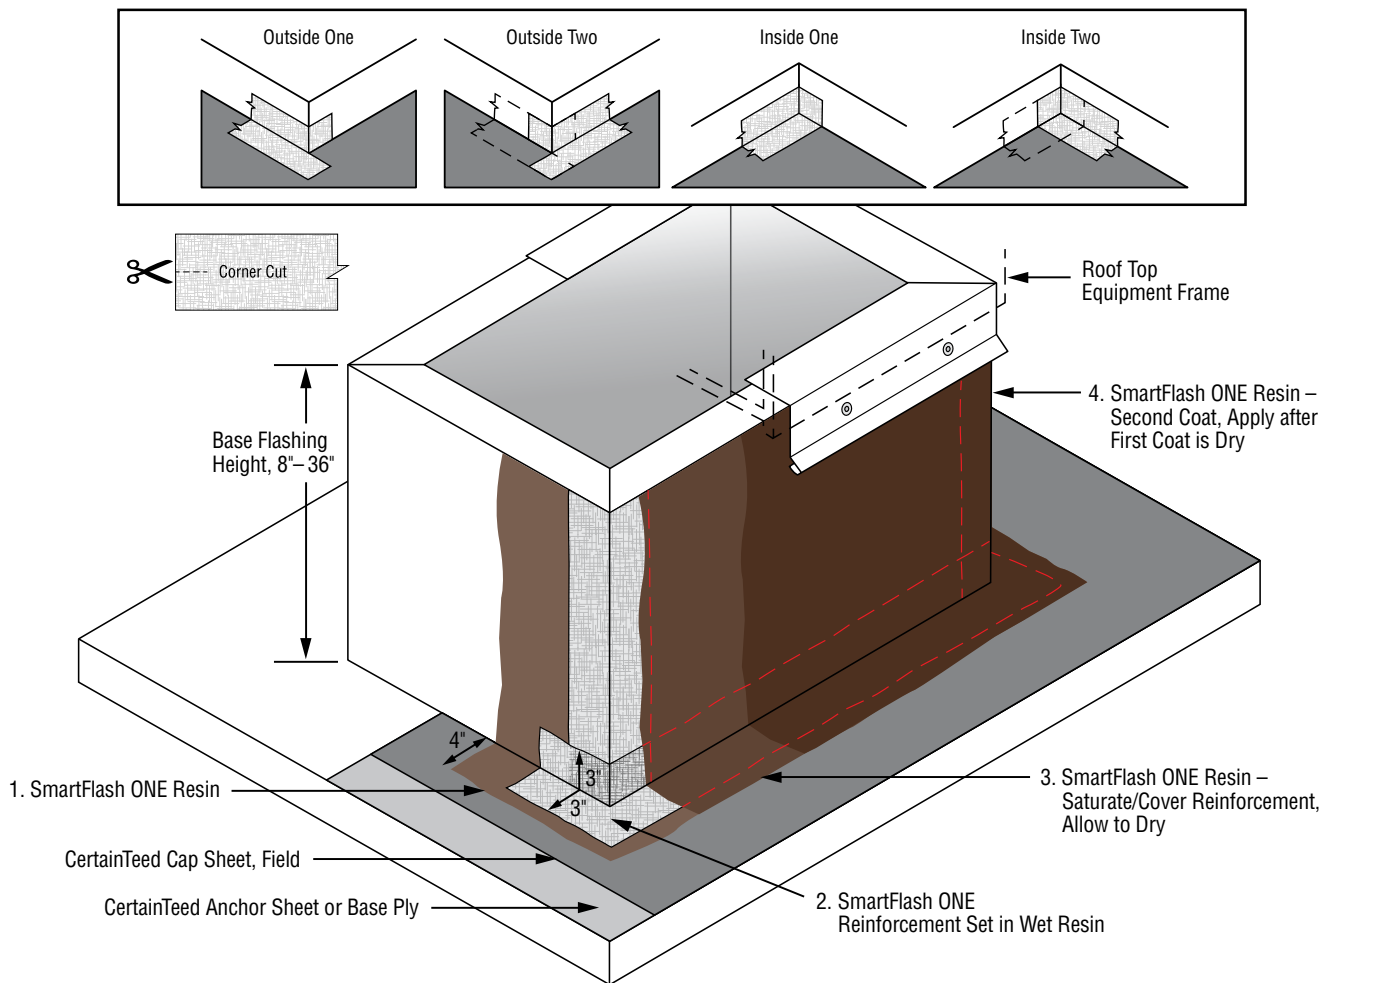 Outside One
Outside Two
Inside One
Inside Two
Corner Cut
Roof Top
Equipment Frame
4. SmartFlash ONE Resin –
Second Coat, Apply after
First Coat is Dry
Base Flashing
Height, 8"– 36"
4"
3"
3"
1. SmartFlash ONE Resin
3. SmartFlash ONE Resin –
Saturate/Cover Reinforcement,
Allow to Dry
CertainTeed Cap Sheet, Field
CertainTeed Anchor Sheet or Base Ply
2. SmartFlash ONE
Reinforcement Set in Wet Resin